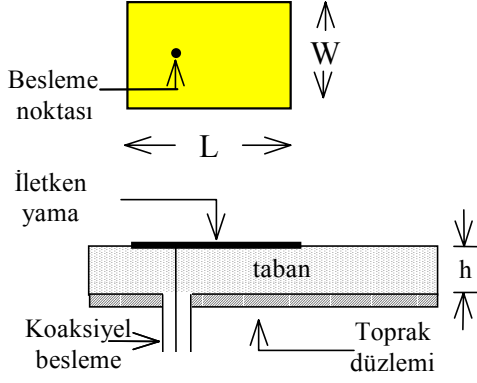 W
Besleme
noktası
L
İletken
yama
taban
h
Koaksiyel
besleme
Toprak
düzlemi